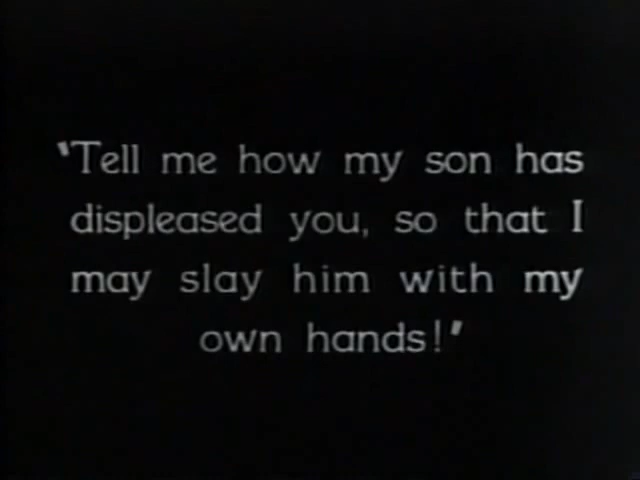 "Tell me how my son has
displeased you, so that I
may slay him with my
own hands!"